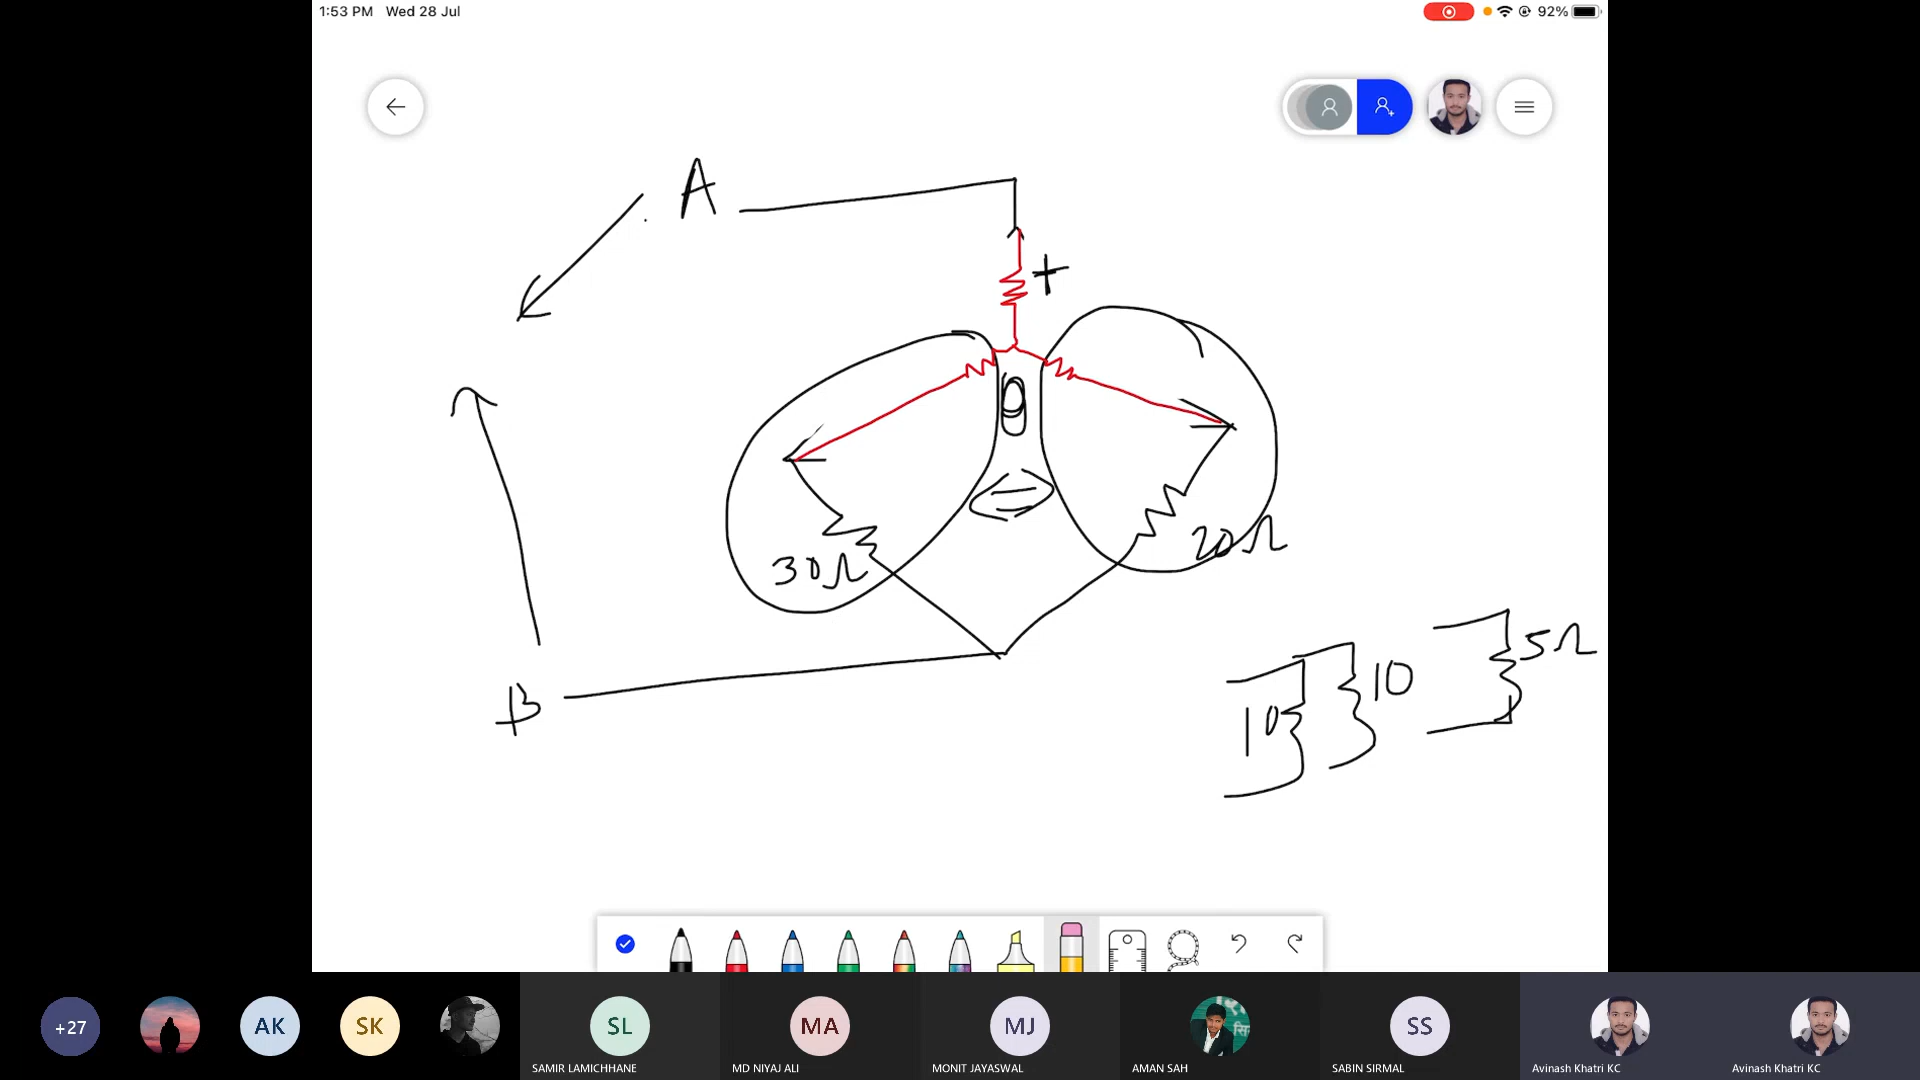 1:53 PM Wed 28 Jul 92%
A
+
30Ω
20Ω
5Ω
10
10
B
+27
AK
SK
SL
MA
MJ
SS
SAMIR LAMICHHANE
MD NIYAJ ALI
MONIT JAYASWAL
AMAN SAH
SABIN SIRMAL
Avinash Khatri KC
Avinash Khatri KC